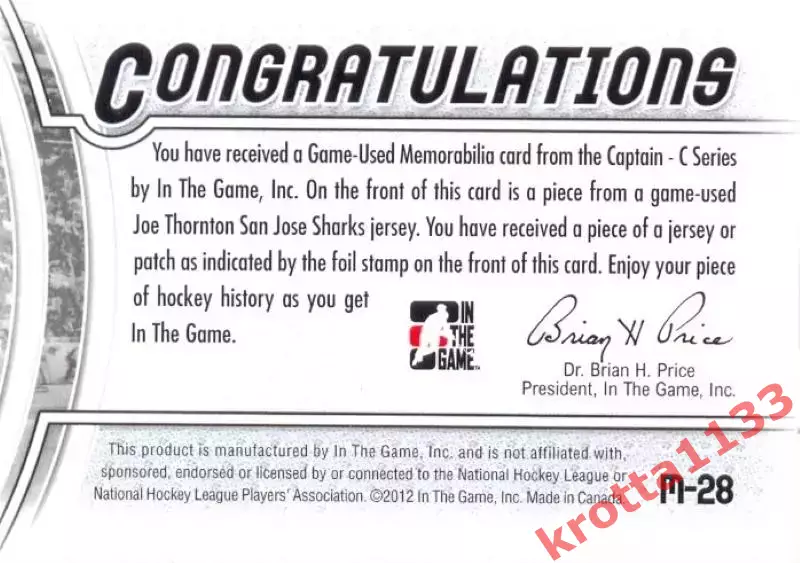 CONGRATULATIONS
You have received a Game-Used Memorabilia card from the Captain - C Series
by In The Game, Inc. On the front of this card is a piece from a game-used
Joe Thornton San Jose Sharks jersey. You have received a piece of a jersey or
patch as indicated by the foil stamp on the front of this card. Enjoy your piece
of hockey history as you get
In The Game.
IN
THE
GAME
Brian H Price
Dr. Brian H. Price
President, In The Game, Inc.
This product is manufactured by In The Game, Inc. and is not affiliated with,
sponsored, endorsed or licensed by or connected to the National Hockey League or
National Hockey League Players' Association. ©2012 In The Game, Inc. Made in Canada.
M-28
krotta1133